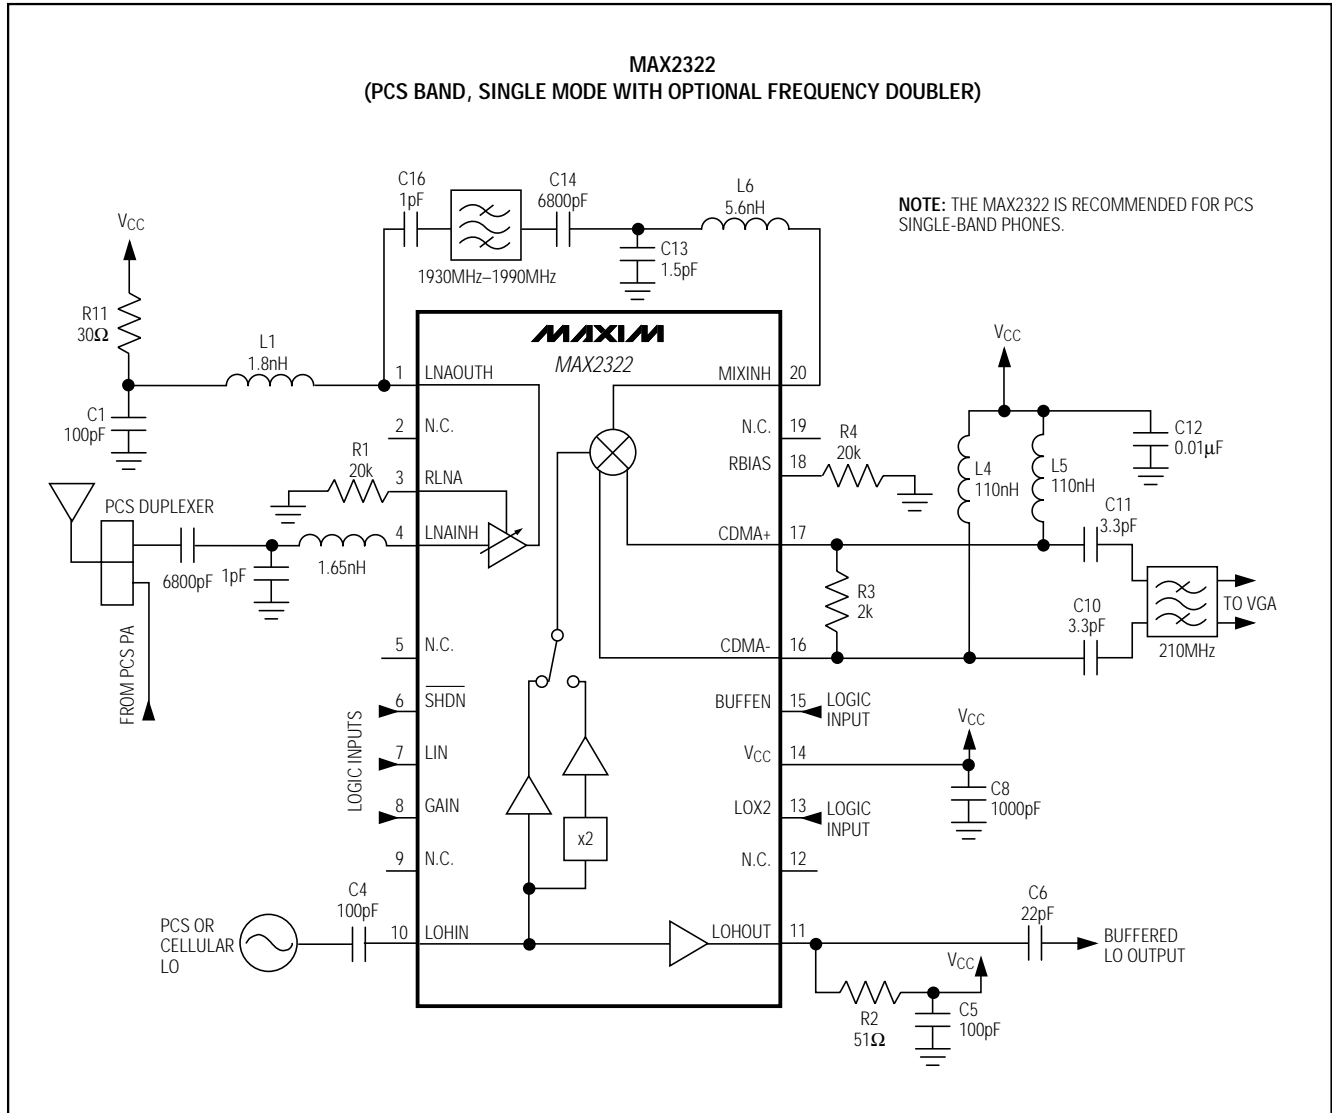 MAX2322
(PCS BAND, SINGLE MODE WITH OPTIONAL FREQUENCY DOUBLER)
NOTE: THE MAX2322 IS RECOMMENDED FOR PCS
SINGLE-BAND PHONES.
C16
1pF
C14
6800pF
L6
5.6nH
C13
1.5pF
1930MHz–1990MHz
VCC
R11
30Ω
L1
1.8nH
C1
100pF
MAXIM
MAX2322
1
LNAOUTH
2
N.C.
R1
20k
3
RLNA
4
LNAINH
PCS DUPLEXER
6800pF
1pF
1.65nH
FROM PCS PA
5
N.C.
LOGIC INPUTS
6
SHDN
7
LIN
8
GAIN
9
N.C.
x2
PCS OR
CELLULAR
LO
C4
100pF
10
LOHIN
MIXINH
20
N.C.
19
RBIAS
18
R4
20k
CDMA+
17
R3
2k
CDMA-
16
VCC
L4
110nH
L5
110nH
C12
0.01μF
C11
3.3pF
C10
3.3pF
210MHz
TO VGA
BUFFEN
15
LOGIC
INPUT
VCC
14
VCC
C8
1000pF
LOX2
13
LOGIC
INPUT
N.C.
12
LOHOUT
11
C6
22pF
BUFFERED
LO OUTPUT
VCC
R2
51Ω
C5
100pF